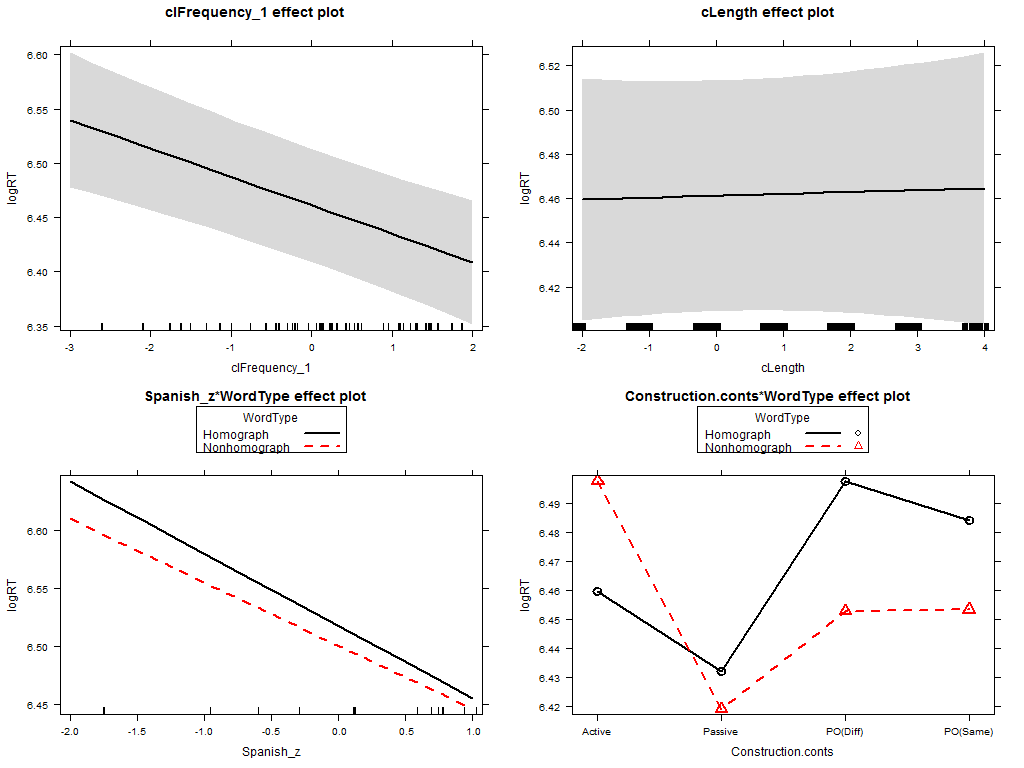 clFrequency_1 effect plot
6.60
6.55
6.50
6.45
6.40
6.35
logRT
-3 -2 -1 0 1 2
clFrequency_1
cLength effect plot
6.52
6.50
6.48
6.46
6.44
6.42
logRT
-2 -1 0 1 2 3 4
cLength
Spanish_z*WordType effect plot
WordType
Homograph
Nonhomograph
6.60
6.55
6.50
6.45
logRT
-2.0 -1.5 -1.0 -0.5 0.0 0.5 1.0
Spanish_z
Construction.conts*WordType effect plot
WordType
Homograph
Nonhomograph
6.49
6.48
6.47
6.46
6.45
6.44
6.43
6.42
logRT
Active Passive PO(Diff) PO(Same)
Construction.conts